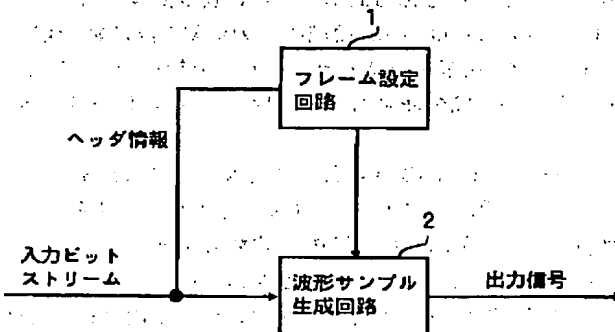 1
フレーム設定
回路
ヘッダ情報
2
入力ビット
ストリーム
波形サンプル
生成回路
出力信号